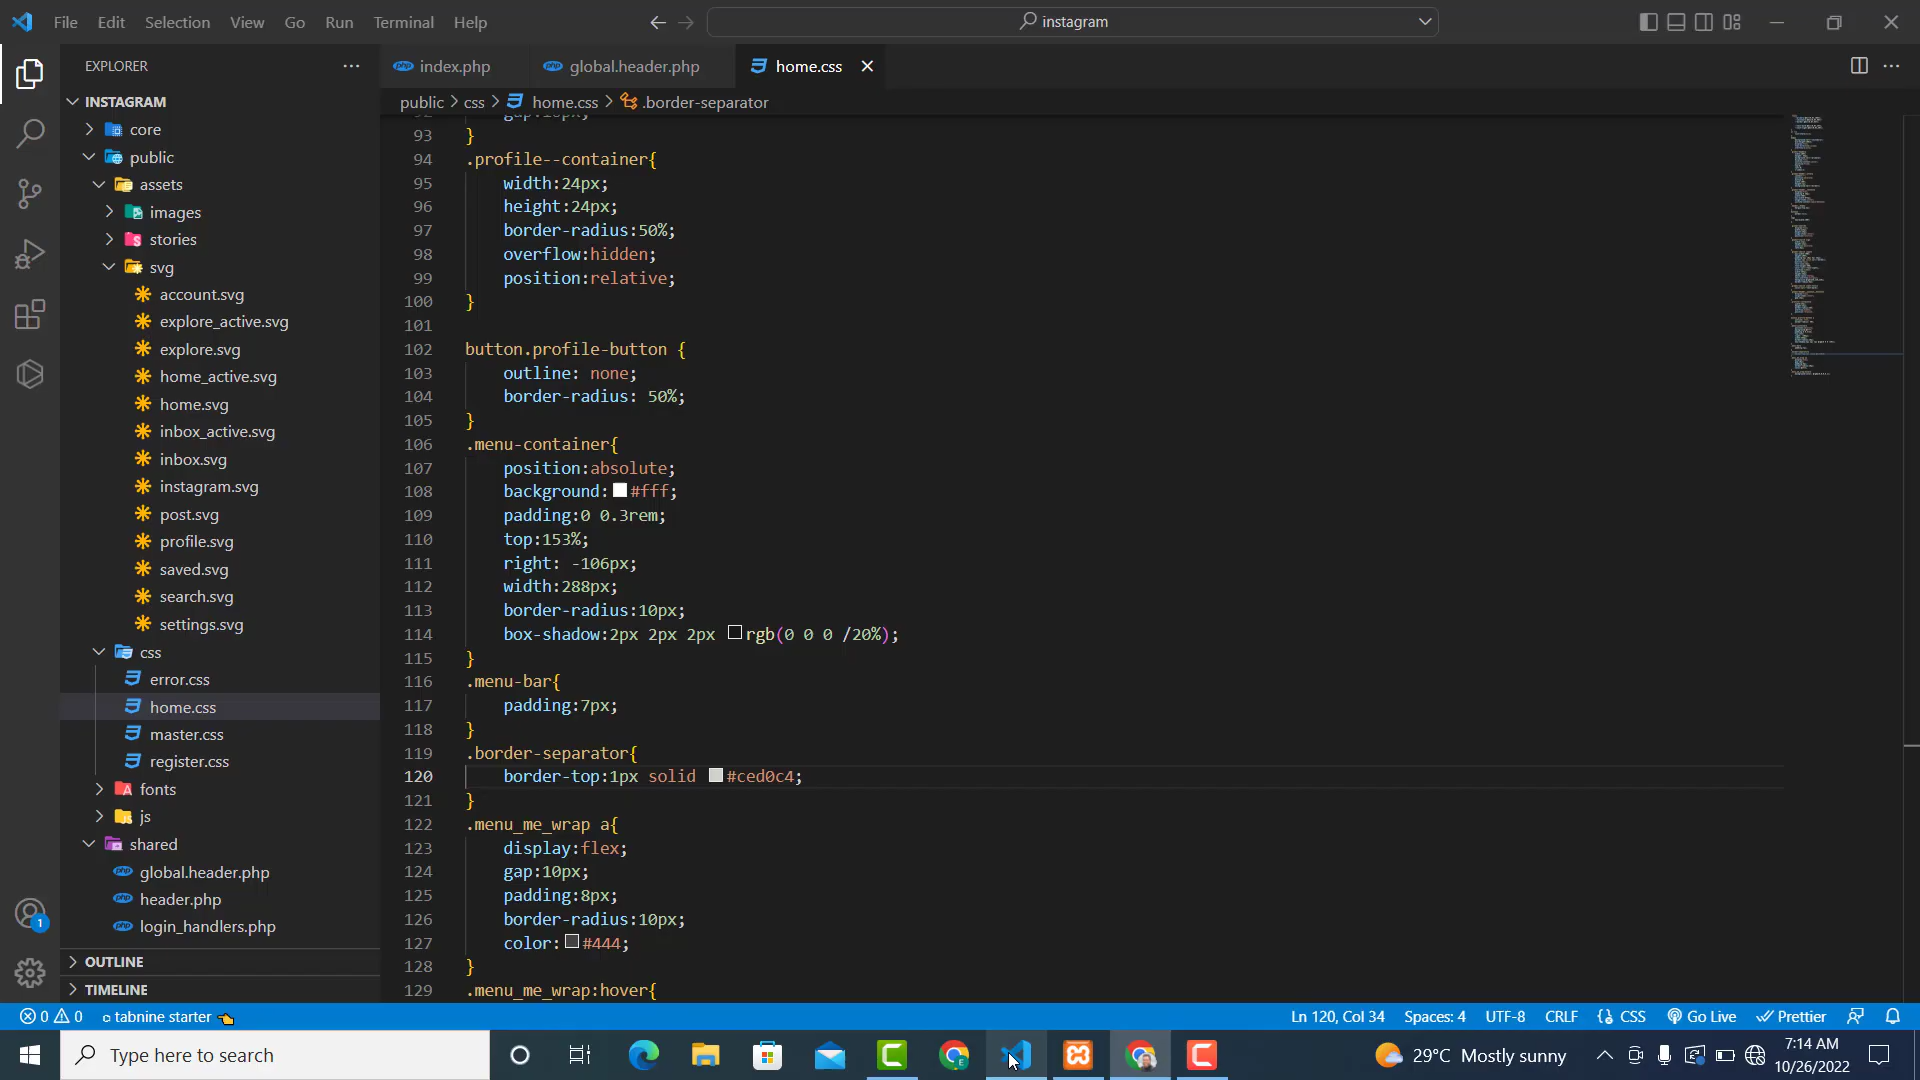 File Edit Selection View Go Run Terminal Help
instagram
EXPLORER
index.php
global.header.php
home.css
public > css > home.css > .border-separator
INSTAGRAM
core
public
assets
images
stories
svg
account.svg
explore_active.svg
explore.svg
home_active.svg
home.svg
inbox_active.svg
inbox.svg
instagram.svg
post.svg
profile.svg
saved.svg
search.svg
settings.svg
css
error.css
home.css
master.css
register.css
fonts
js
shared
global.header.php
header.php
login_handlers.php
OUTLINE
TIMELINE
93 }
94 .profile--container{
95 width:24px;
96 height:24px;
97 border-radius:50%;
98 overflow:hidden;
99 position:relative;
100 }
101
102 button.profile-button {
103 outline: none;
104 border-radius: 50%;
105 }
106 .menu-container{
107 position:absolute;
108 background:#fff;
109 padding:0 0.3rem;
110 top:153%;
111 right: -106px;
112 width:288px;
113 border-radius:10px;
114 box-shadow:2px 2px 2px rgb(0 0 0 /20%);
115 }
116 .menu-bar{
117 padding:7px;
118 }
119 .border-separator{
120 border-top:1px solid #ced0c4;
121 }
122 .menu_me_wrap a{
123 display:flex;
124 gap:10px;
125 padding:8px;
126 border-radius:10px;
127 color:#444;
128 }
129 .menu_me_wrap:hover{
1
0 0 tabnine starter
Ln 120, Col 34 Spaces: 4 UTF-8 CRLF {} CSS Go Live Prettier
Type here to search
29°C Mostly sunny
7:14 AM
10/26/2022